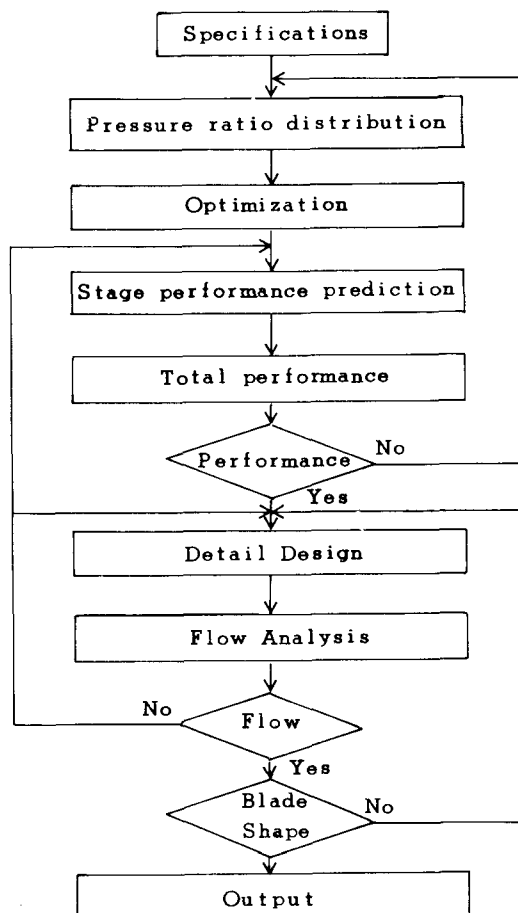 Specifications
Pressure ratio distribution
Optimization
Stage performance prediction
Total performance
Performance
No
Yes
Detail Design
Flow Analysis
No
Flow
Yes
Blade
Shape
No
Output